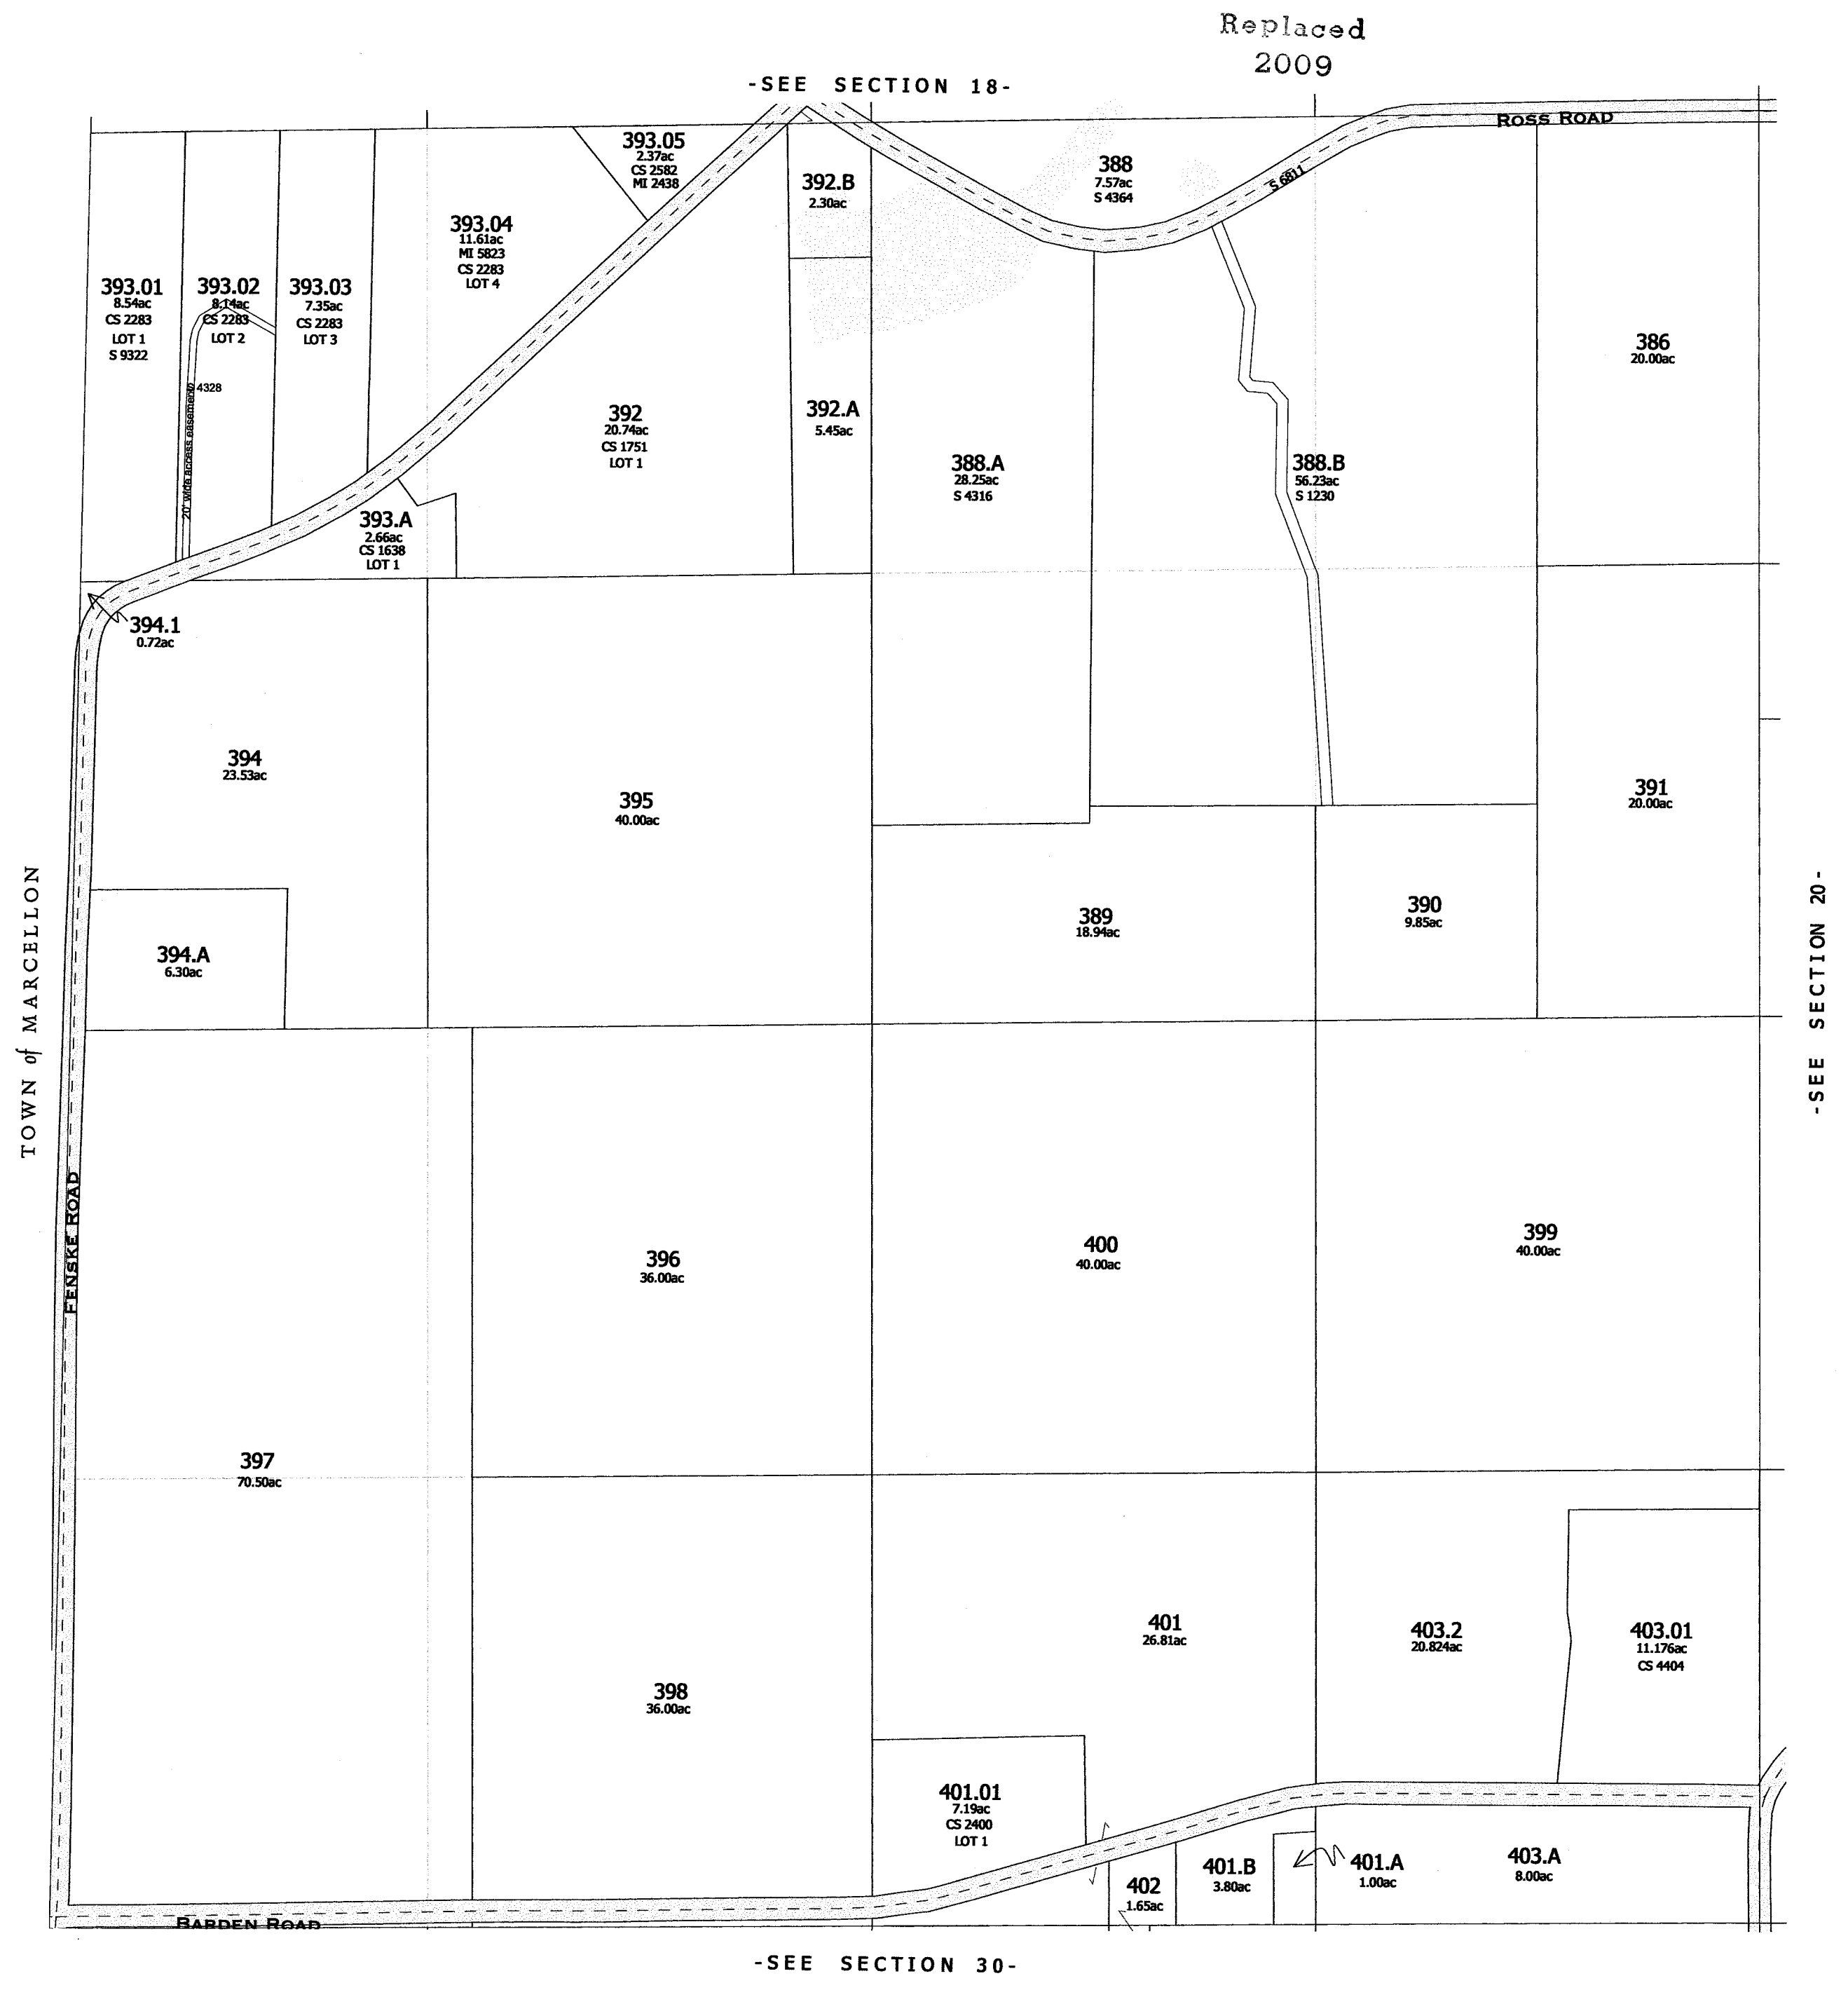 Replaced
2009
-SEE SECTION 18-
ROSS ROAD
S 6811
393.05
2.37ac
CS 2582
MI 2438
392.B
2.30ac
388
7.57ac
S 4364
393.04
11.61ac
MI 5823
CS 2283
LOT 4
393.01
8.54ac
CS 2283
LOT 1
S 9322
393.02
8.14ac
CS 2283
LOT 2
393.03
7.35ac
CS 2283
LOT 3
20' wide access easement
S 4328
386
20.00ac
392
20.74ac
CS 1751
LOT 1
392.A
5.45ac
388.A
28.25ac
S 4316
388.B
56.23ac
S 1230
393.A
2.66ac
CS 1638
LOT 1
394.1
0.72ac
394
23.53ac
395
40.00ac
391
20.00ac
389
18.94ac
390
9.85ac
394.A
6.30ac
TOWN of MARCELLON
-SEE SECTION 20-
FENSKE ROAD
396
36.00ac
400
40.00ac
399
40.00ac
397
70.50ac
398
36.00ac
401
26.81ac
403.2
20.824ac
403.01
11.176ac
CS 4404
401.01
7.19ac
CS 2400
LOT 1
402
1.65ac
401.B
3.80ac
401.A
1.00ac
403.A
8.00ac
BARDEN ROAD
-SEE SECTION 30-